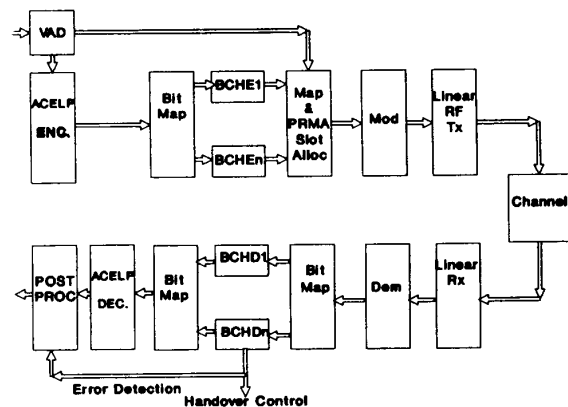 VAD
ACELP
ENC.
Bit
Map
BCHE1
BCHEn
Map
&
PRMA
Slot
Alloc
Mod
Linear
RF
Tx
Channel
POST
PROC
ACELP
DEC.
Bit
Map
BCHD1
BCHDn
Bit
Map
Dem
Linear
Rx
Error Detection
Handover Control